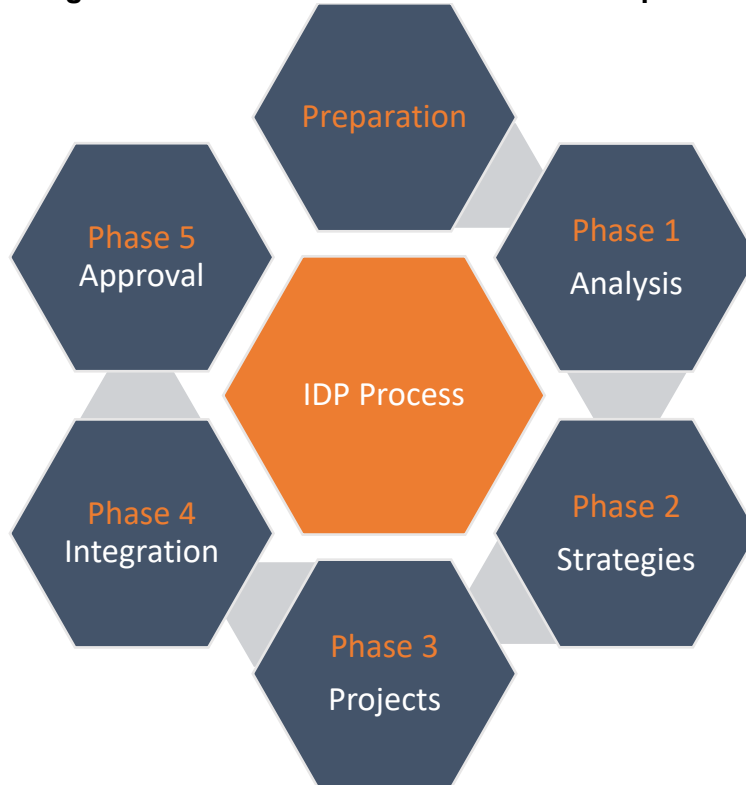 Preparation
Phase 1
Analysis
Phase 2
Strategies
Phase 3
Projects
Phase 4
Integration
Phase 5
Approval
IDP Process